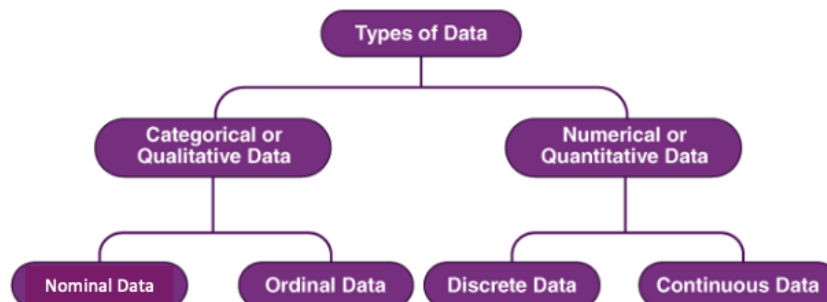 Types of Data
Categorical or
Qualitative Data
Numerical or
Quantitative Data
Nominal Data
Ordinal Data
Discrete Data
Continuous Data